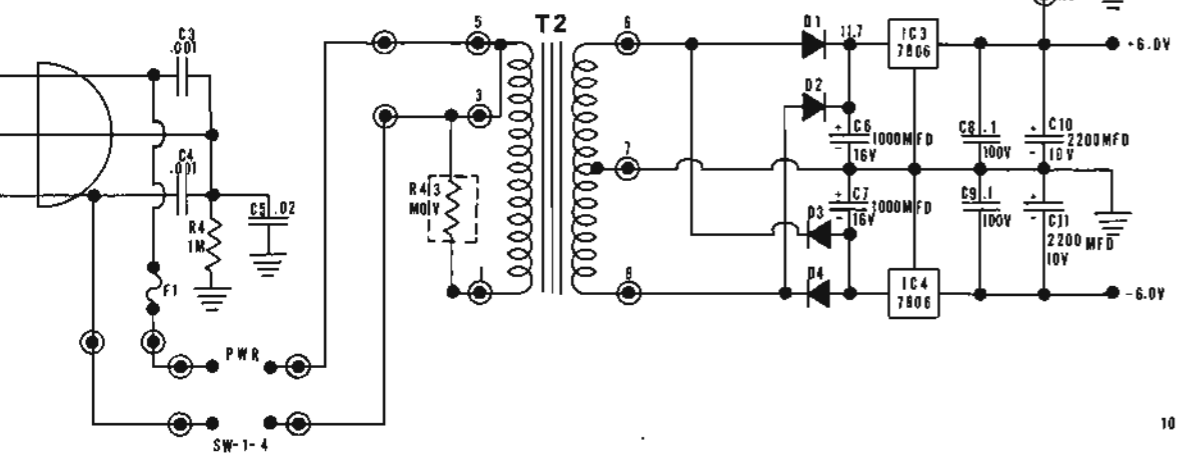 C3
.001
C4
.001
R4
1M
C5 .02
F1
PWR
SW-1-4
5
3
1
R4 3
MOV
T2
6
7
8
D1
11.7
D2
D3
D4
IC3
7806
+
C6 1000MFD
-
16V
+
C7 1000MFD
-
16V
C8 .1
100V
C9 .1
100V
+
C10
2200MFD
-
10V
+
C11
-
2200 MFD
10V
IC4
7806
+6.0V
-6.0V
10